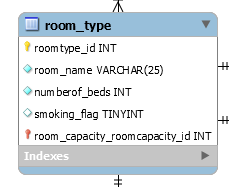 room_type
roomtype_id INT
room_name VARCHAR(25)
numberof_beds INT
smoking_flag TINYINT
room_capacity_roomcapacity_id INT
Indexes